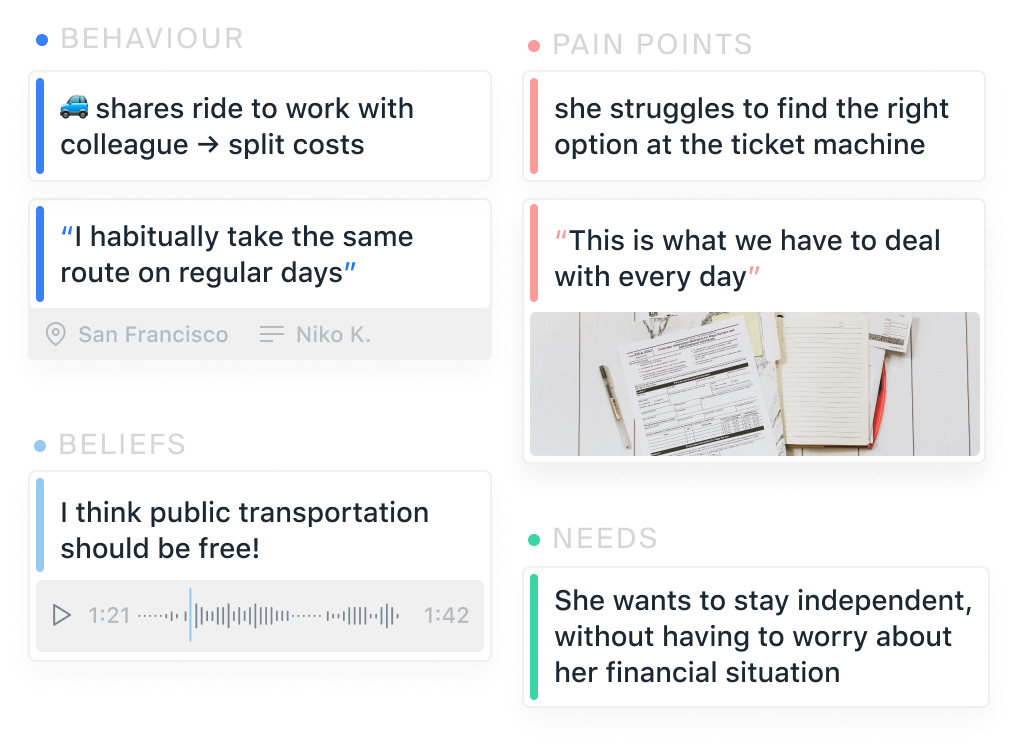 BEHAVIOUR
shares ride to work with
colleague → split costs
“I habitually take the same
route on regular days”
San Francisco
Niko K.
BELIEFS
I think public transportation
should be free!
1:21
1:42
PAIN POINTS
she struggles to find the right
option at the ticket machine
“This is what we have to deal
with every day”
NEEDS
She wants to stay independent,
without having to worry about
her financial situation